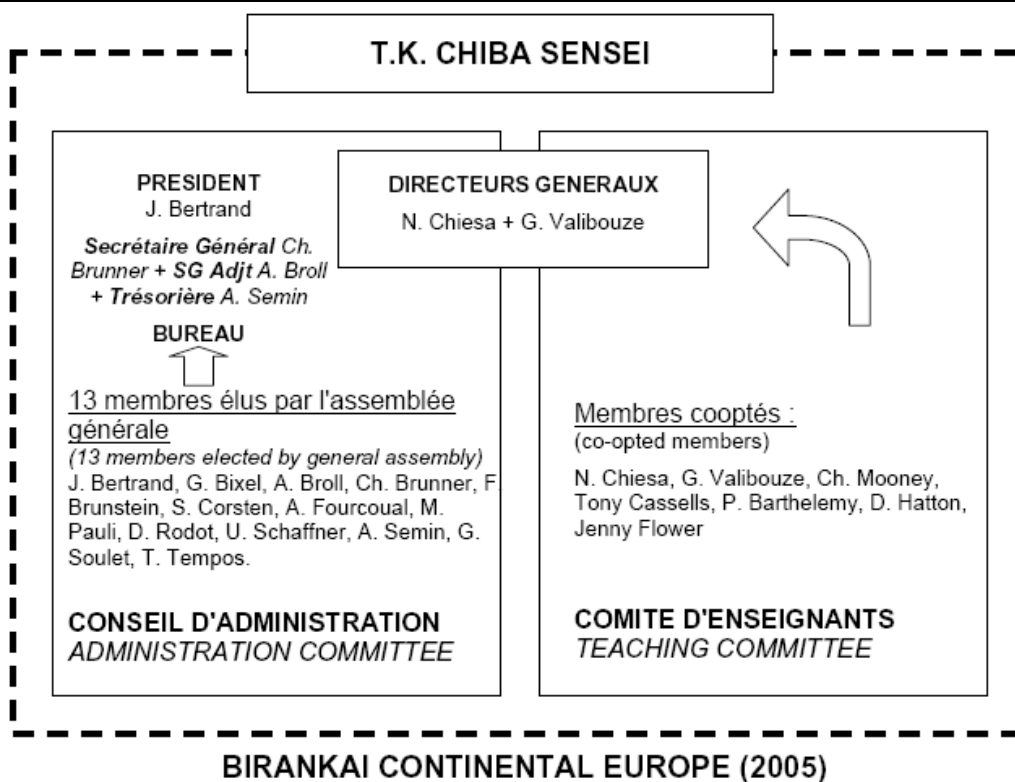 T.K. CHIBA SENSEI
PRESIDENT
J. Bertrand
Secrétaire Général Ch.
Brunner + SG Adjt A. Broll
+ Trésorière A. Semin
BUREAU
DIRECTEURS GENERAUX
N. Chiesa + G. Valibouze
13 membres élus par l'assemblée
générale
(13 members elected by general assembly)
J. Bertrand, G. Bixel, A. Broll, Ch. Brunner, F.
Brunstein, S. Corsten, A. Fourcoual, M.
Pauli, D. Rodot, U. Schaffner, A. Semin, G.
Soulet, T. Tempos.
CONSEIL D'ADMINISTRATION
ADMINISTRATION COMMITTEE
Membres cooptés :
(co-opted members)
N. Chiesa, G. Valibouze, Ch. Mooney,
Tony Cassells, P. Barthelemy, D. Hatton,
Jenny Flower
COMITE D'ENSEIGNANTS
TEACHING COMMITTEE
BIRANKAI CONTINENTAL EUROPE (2005)